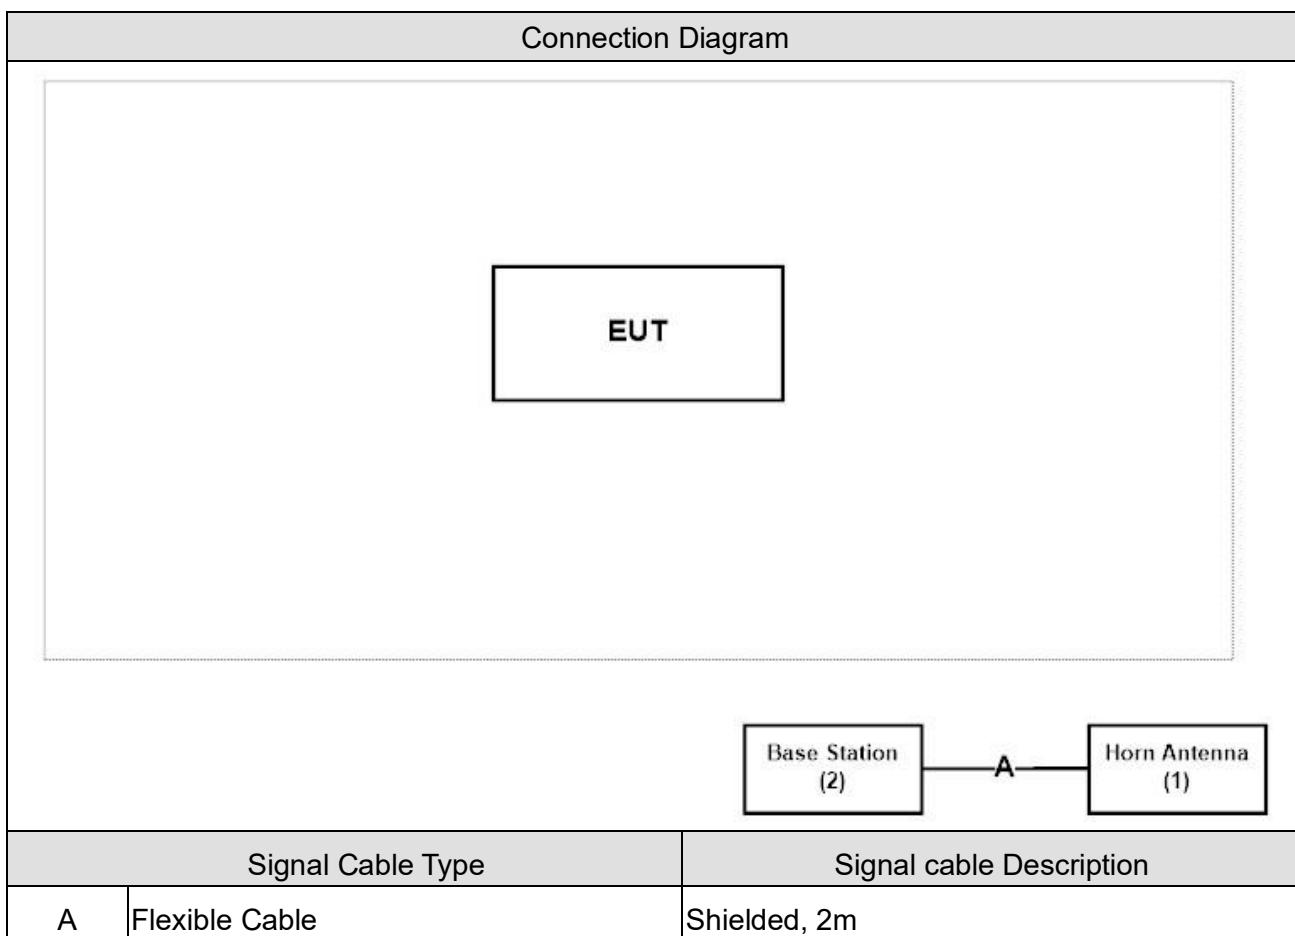 Connection Diagram
EUT
Base Station
(2)
A
Horn Antenna
(1)
Signal Cable Type
Signal cable Description
A
Flexible Cable
Shielded, 2m